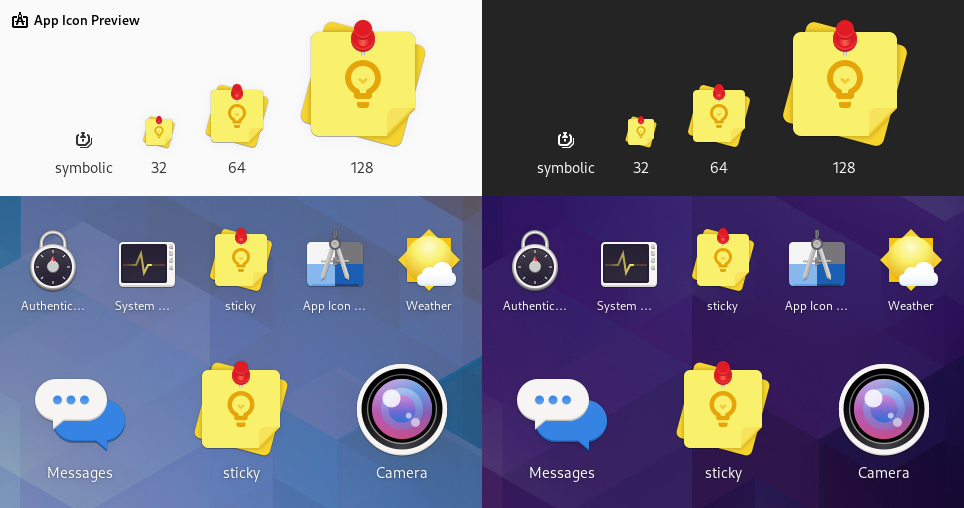 App Icon Preview
symbolic 32 64 128
symbolic 32 64 128
Authentic... System ... sticky App Icon ... Weather
Authentic... System ... sticky App Icon ... Weather
Messages sticky Camera
Messages sticky Camera